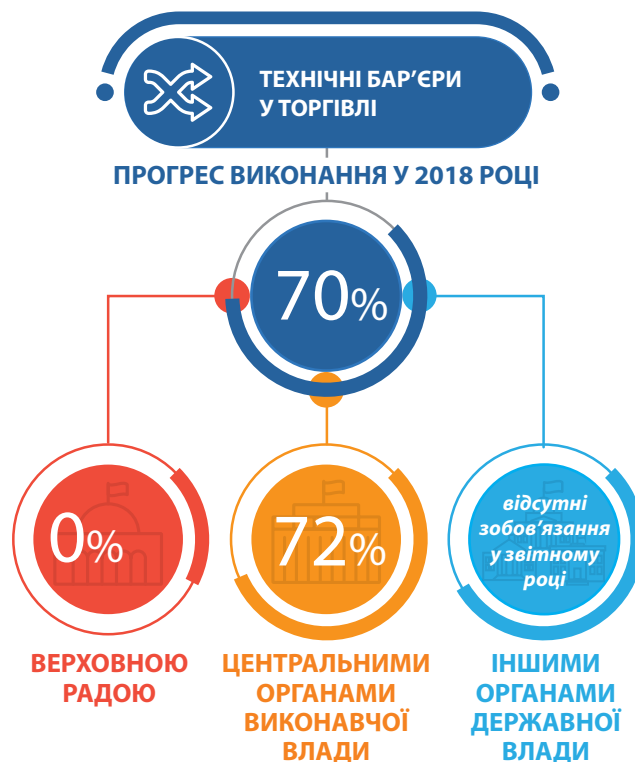 ТЕХНІЧНІ БАР’ЄРИ
У ТОРГІВЛІ
ПРОГРЕС ВИКОНАННЯ У 2018 РОЦІ
70%
0%
72%
відсутні
зобов’язання
у звітному
році
ВЕРХОВНОЮ
РАДОЮ
ЦЕНТРАЛЬНИМИ
ОРГАНАМИ
ВИКОНАВЧОЇ
ВЛАДИ
ІНШИМИ
ОРГАНАМИ
ДЕРЖАВНОЇ
ВЛАДИ